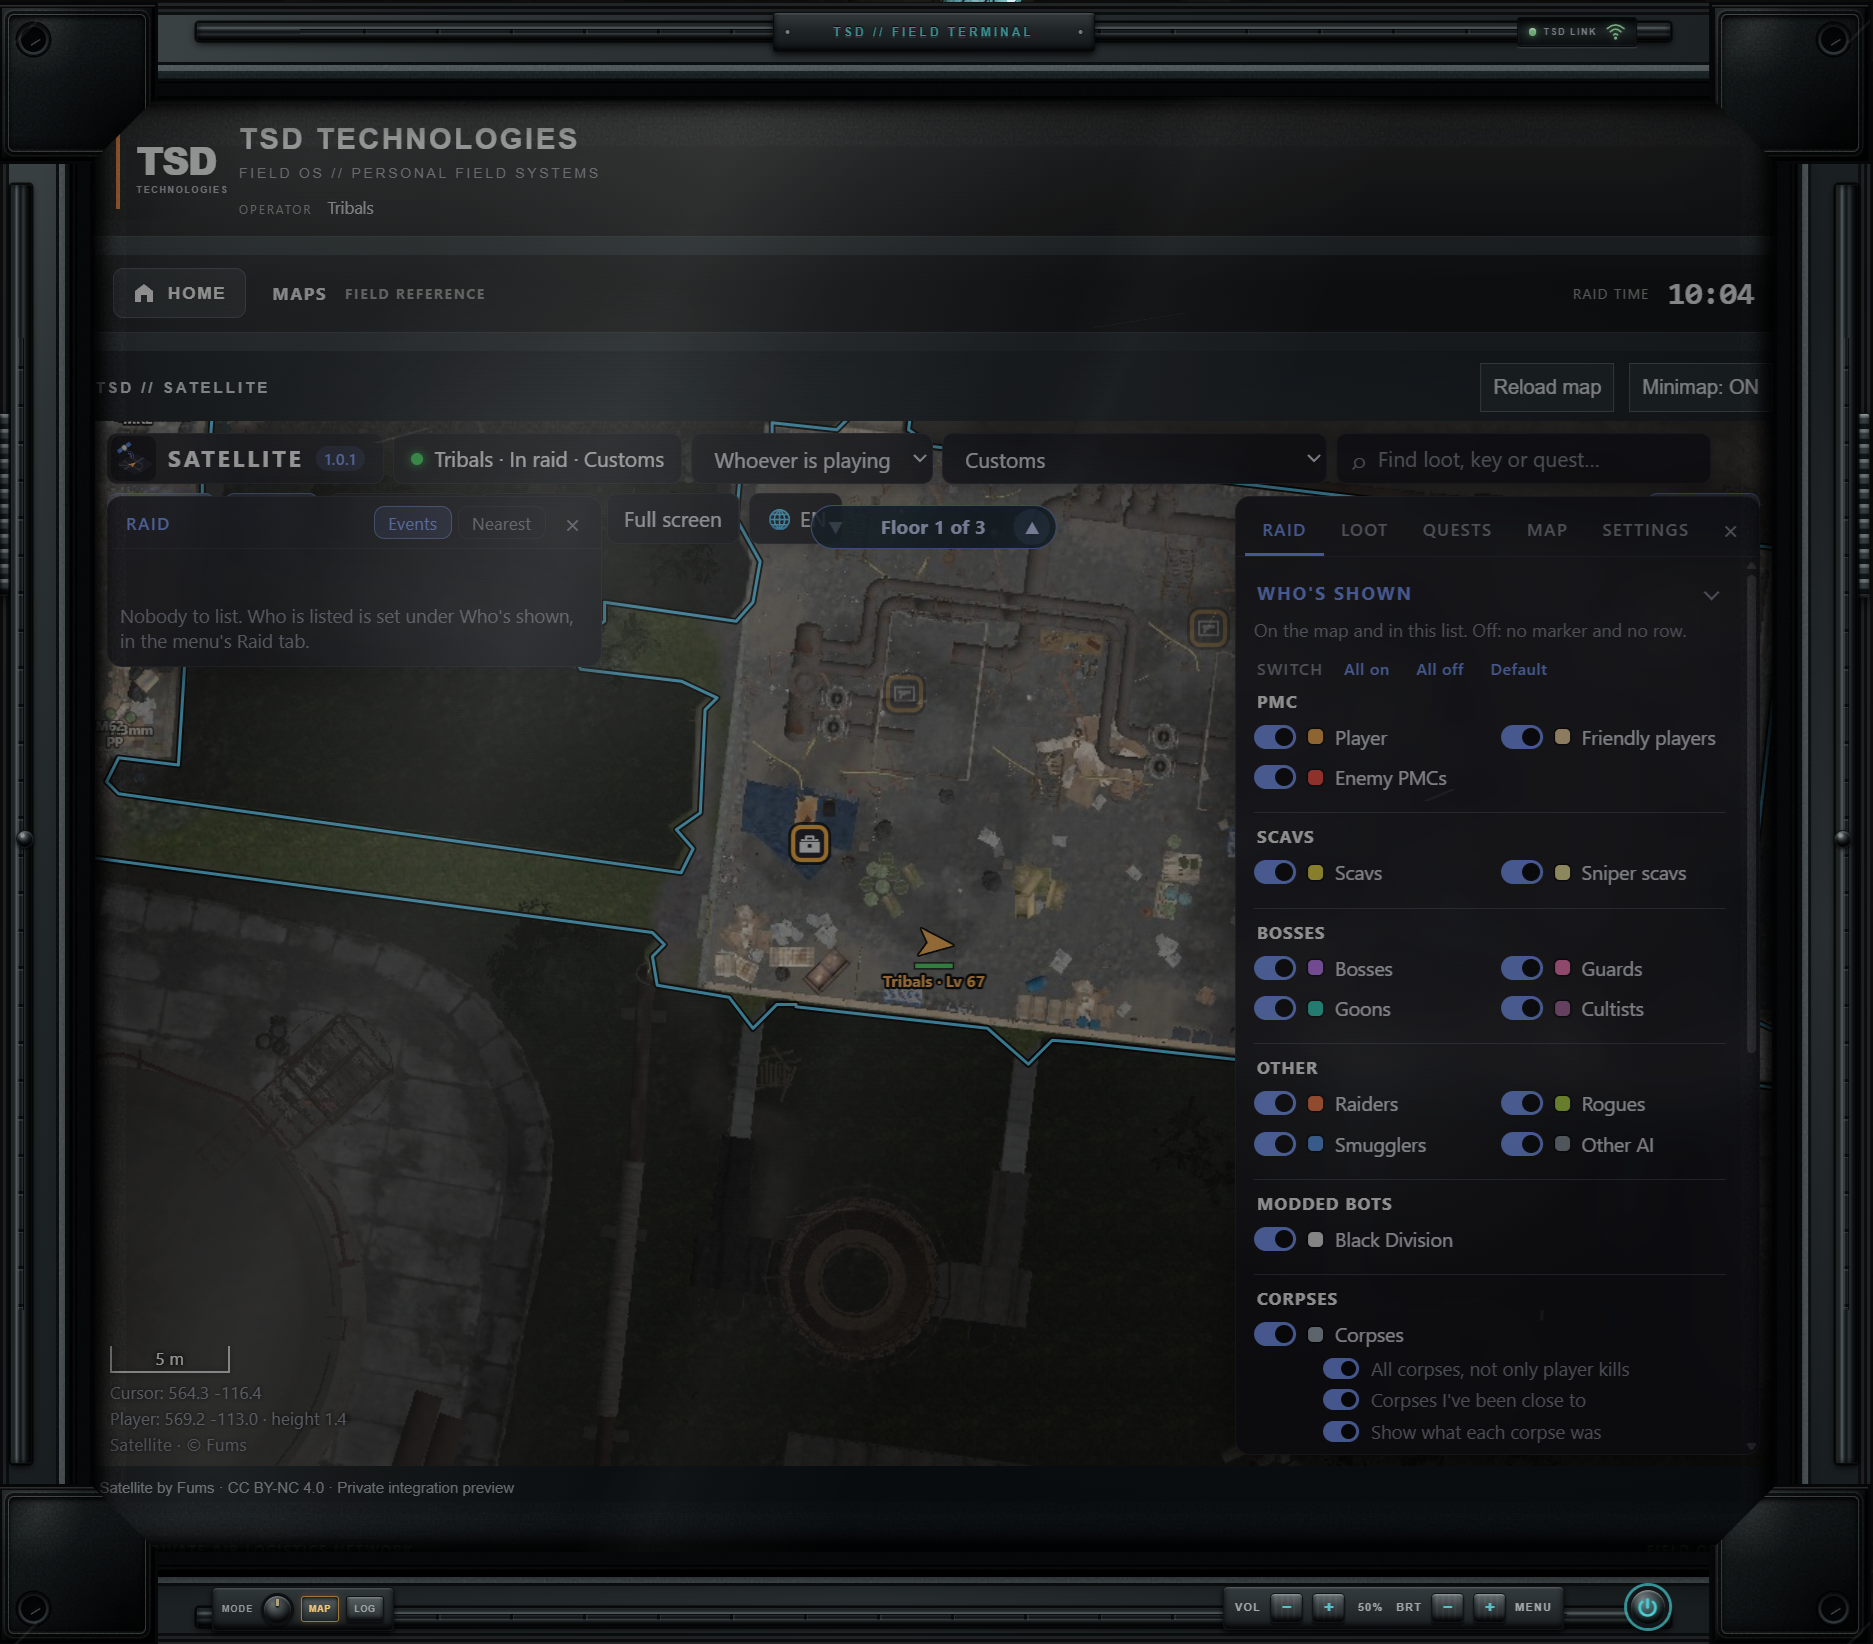 TSD // FIELD TERMINAL
TSD LINK
TSD
TECHNOLOGIES
TSD TECHNOLOGIES
FIELD OS // PERSONAL FIELD SYSTEMS
OPERATOR Tribals
HOME
MAPS FIELD REFERENCE
RAID TIME 10:04
TSD // SATELLITE
Reload map
Minimap: ON
SATELLITE 1.0.1
Tribals · In raid · Customs
Whoever is playing
Customs
Find loot, key or quest...
RAID
Events
Nearest
Full screen
Floor 1 of 3
Nobody to list. Who is listed is set under Who's shown,
in the menu's Raid tab.
RAID LOOT QUESTS MAP SETTINGS
WHO'S SHOWN
On the map and in this list. Off: no marker and no row.
SWITCH All on All off Default
PMC
Player
Friendly players
Enemy PMCs
SCAVS
Scavs
Sniper scavs
BOSSES
Bosses
Guards
Goons
Cultists
OTHER
Raiders
Rogues
Smugglers
Other AI
MODDED BOTS
Black Division
CORPSES
Corpses
All corpses, not only player kills
Corpses I've been close to
Show what each corpse was
PP
Tribals · Lv 67
5 m
Cursor: 564.3 -116.4
Player: 569.2 -113.0 · height 1.4
Satellite · © Fums
Satellite by Fums · CC BY-NC 4.0 · Private integration preview
MODE
MAP
LOG
VOL − + 50% BRT − + MENU